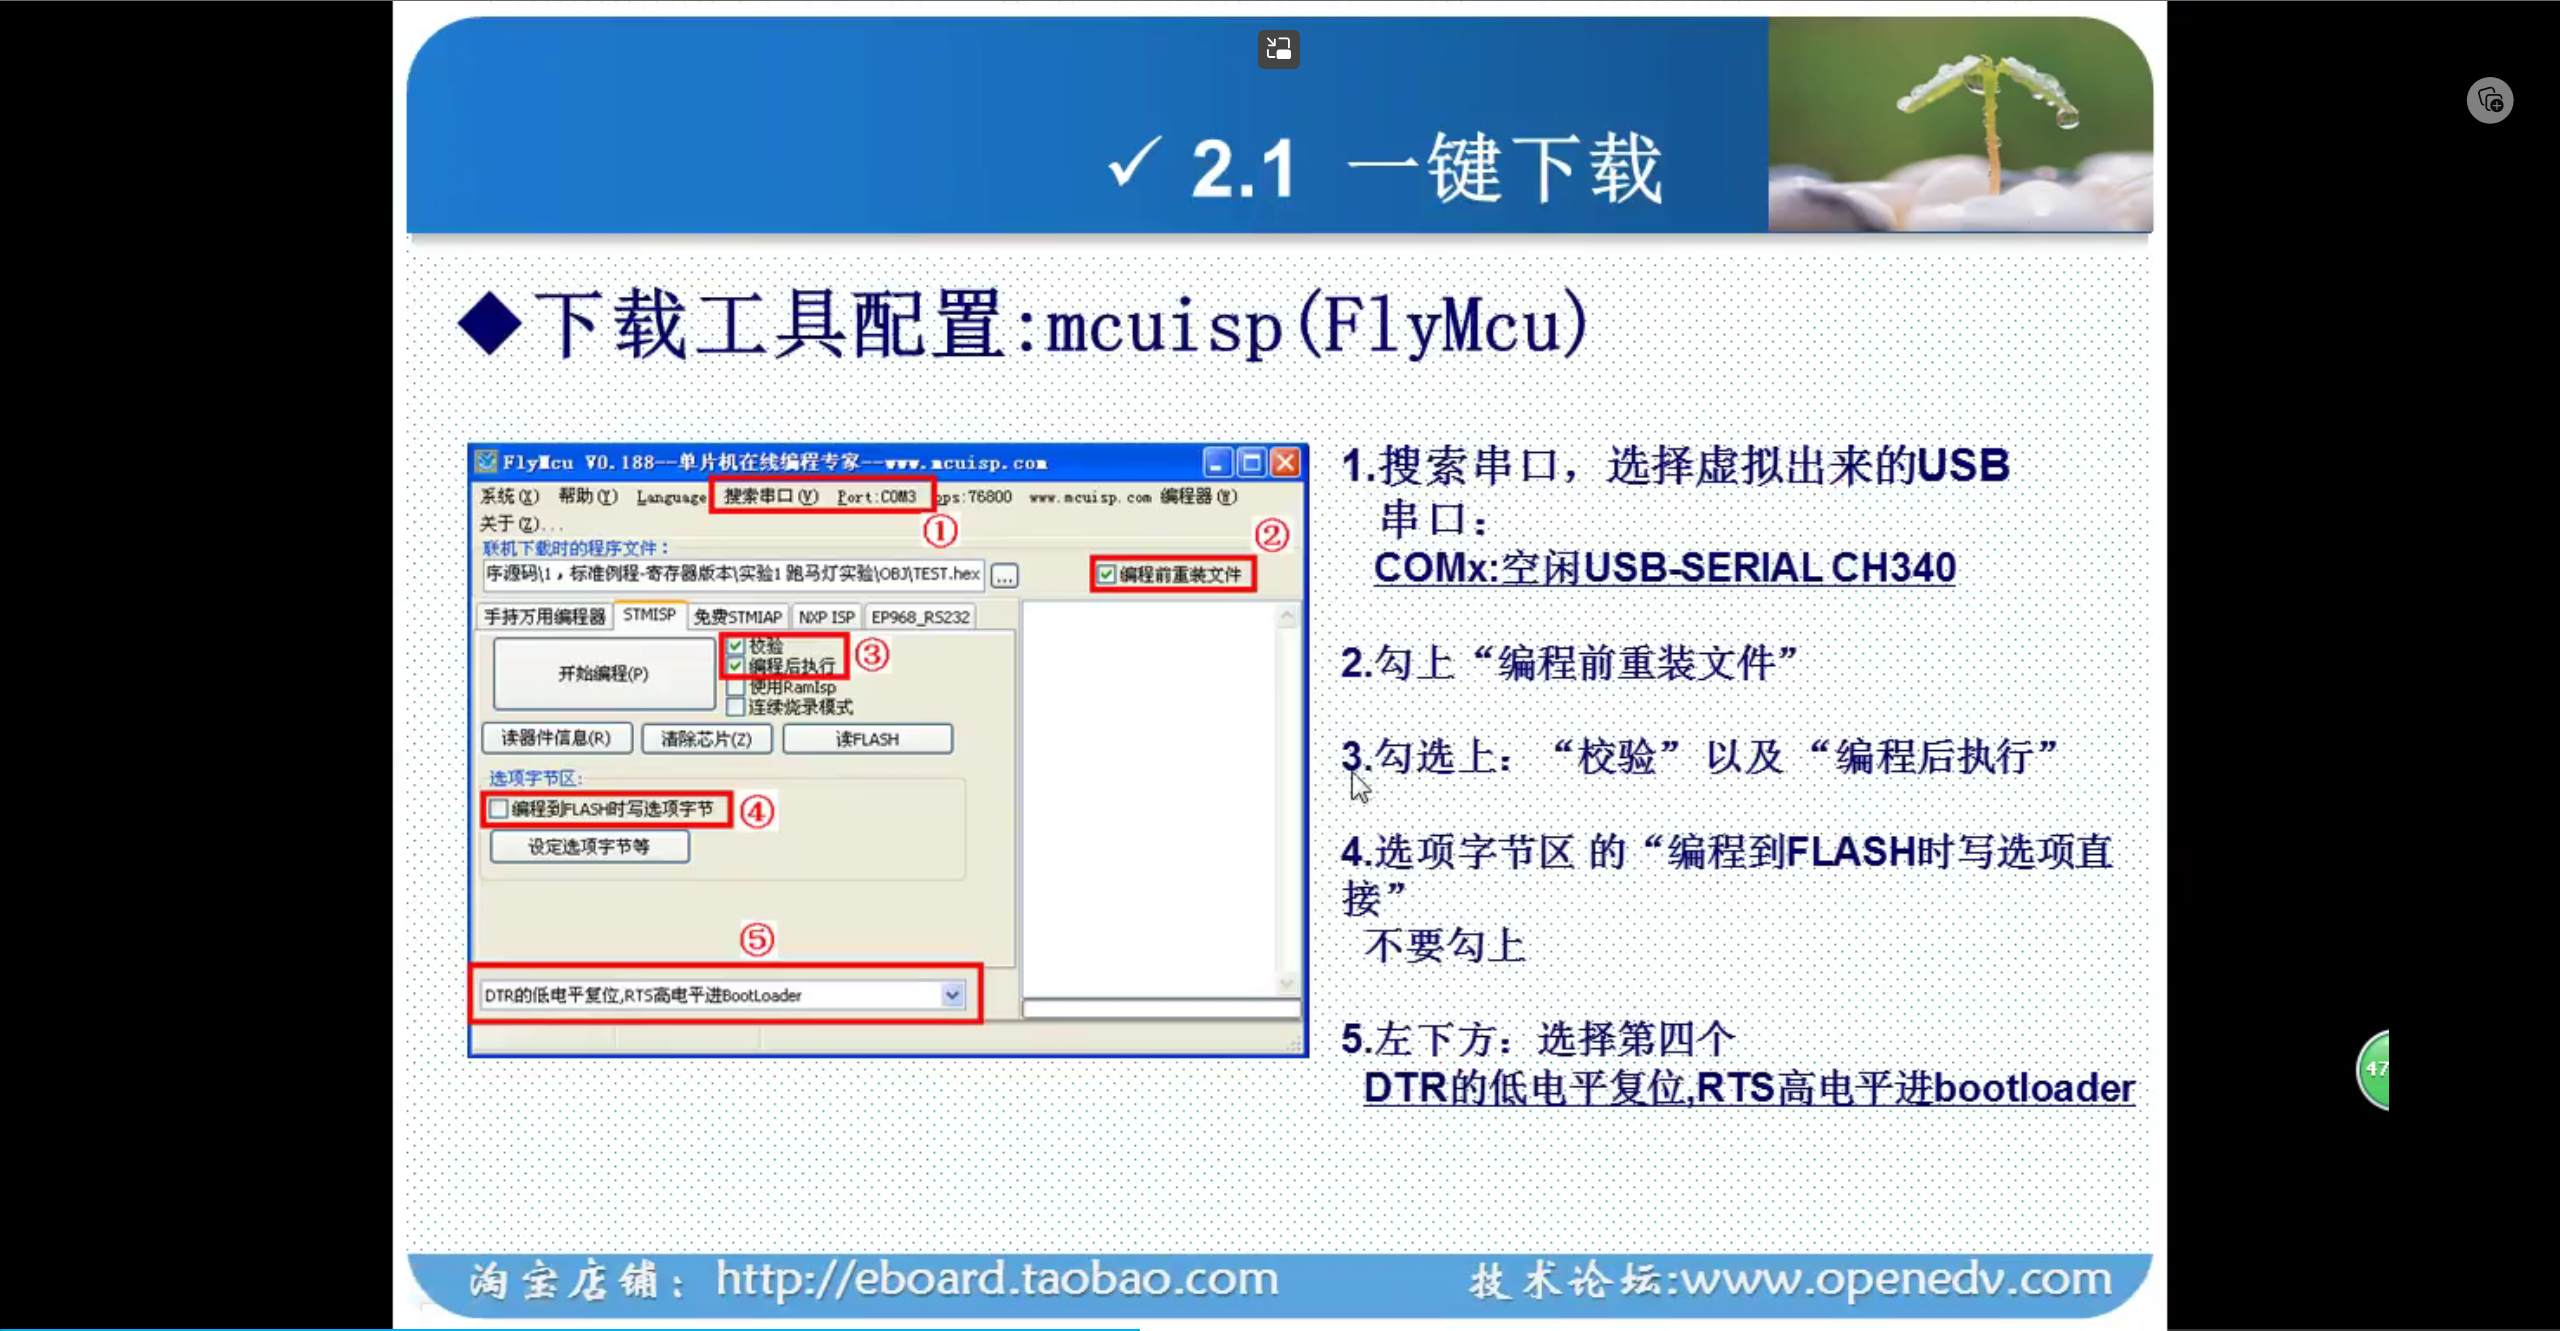 ✓ 2.1 一键下载
◆下载工具配置:mcuisp(FlyMcu)
FlyMcu V0.188--单片机在线编程专家--www.mcuisp.com
系统(X) 帮助(Y) Language 搜索串口(V) Port:COM3 bps:76800 www.mcuisp.com 编程器(W)
关于(Z)...
①
②
联机下载时的程序文件:
序源码\1，标准例程-寄存器版本\实验1 跑马灯实验\OBJ\TEST.hex ...
编程前重装文件
手持万用编程器 STMISP 免费STMIAP NXP ISP EP968_RS232
开始编程(P)
校验
编程后执行
③
使用RamIsp
连续烧录模式
读器件信息(R) 清除芯片(Z) 读FLASH
选项字节区:
编程到FLASH时写选项字节
④
设定选项字节等
⑤
DTR的低电平复位,RTS高电平进BootLoader
1.搜索串口，选择虚拟出来的USB
串口：
COMx:空闲USB-SERIAL CH340
2.勾上“编程前重装文件”
3.勾选上：“校验”以及“编程后执行”
4.选项字节区 的“编程到FLASH时写选项直
接”
不要勾上
5.左下方：选择第四个
DTR的低电平复位,RTS高电平进bootloader
47
淘宝店铺：http://eboard.taobao.com
技术论坛:www.openedv.com